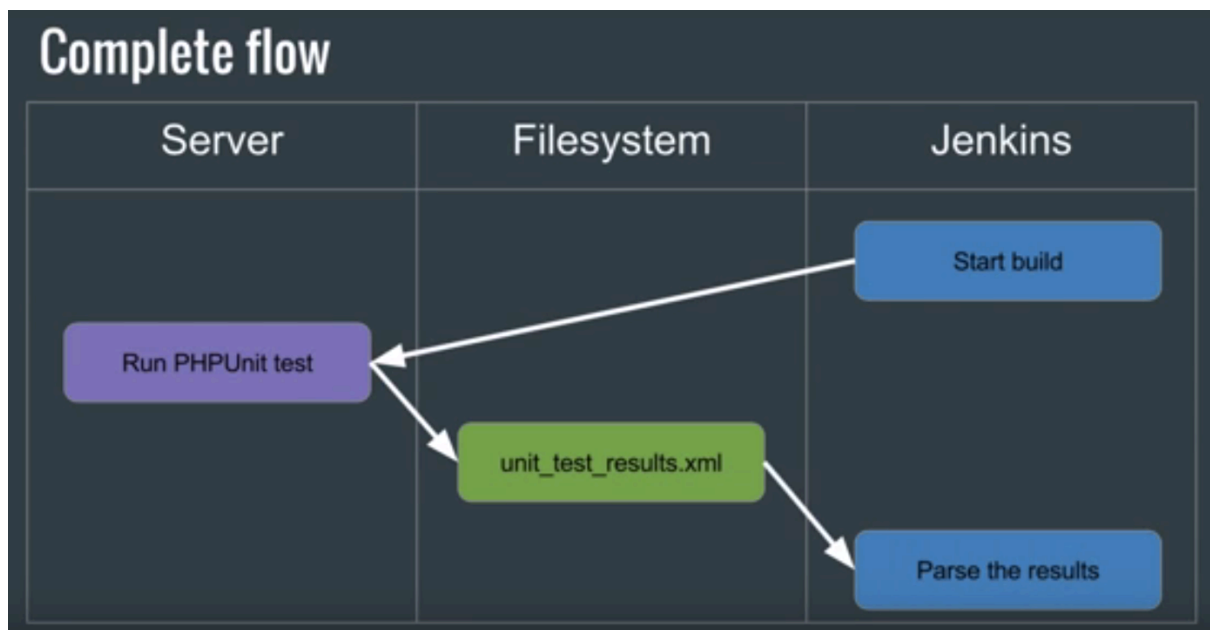 Complete flow
Server
Filesystem
Jenkins
Start build
Run PHPUnit test
unit_test_results.xml
Parse the results